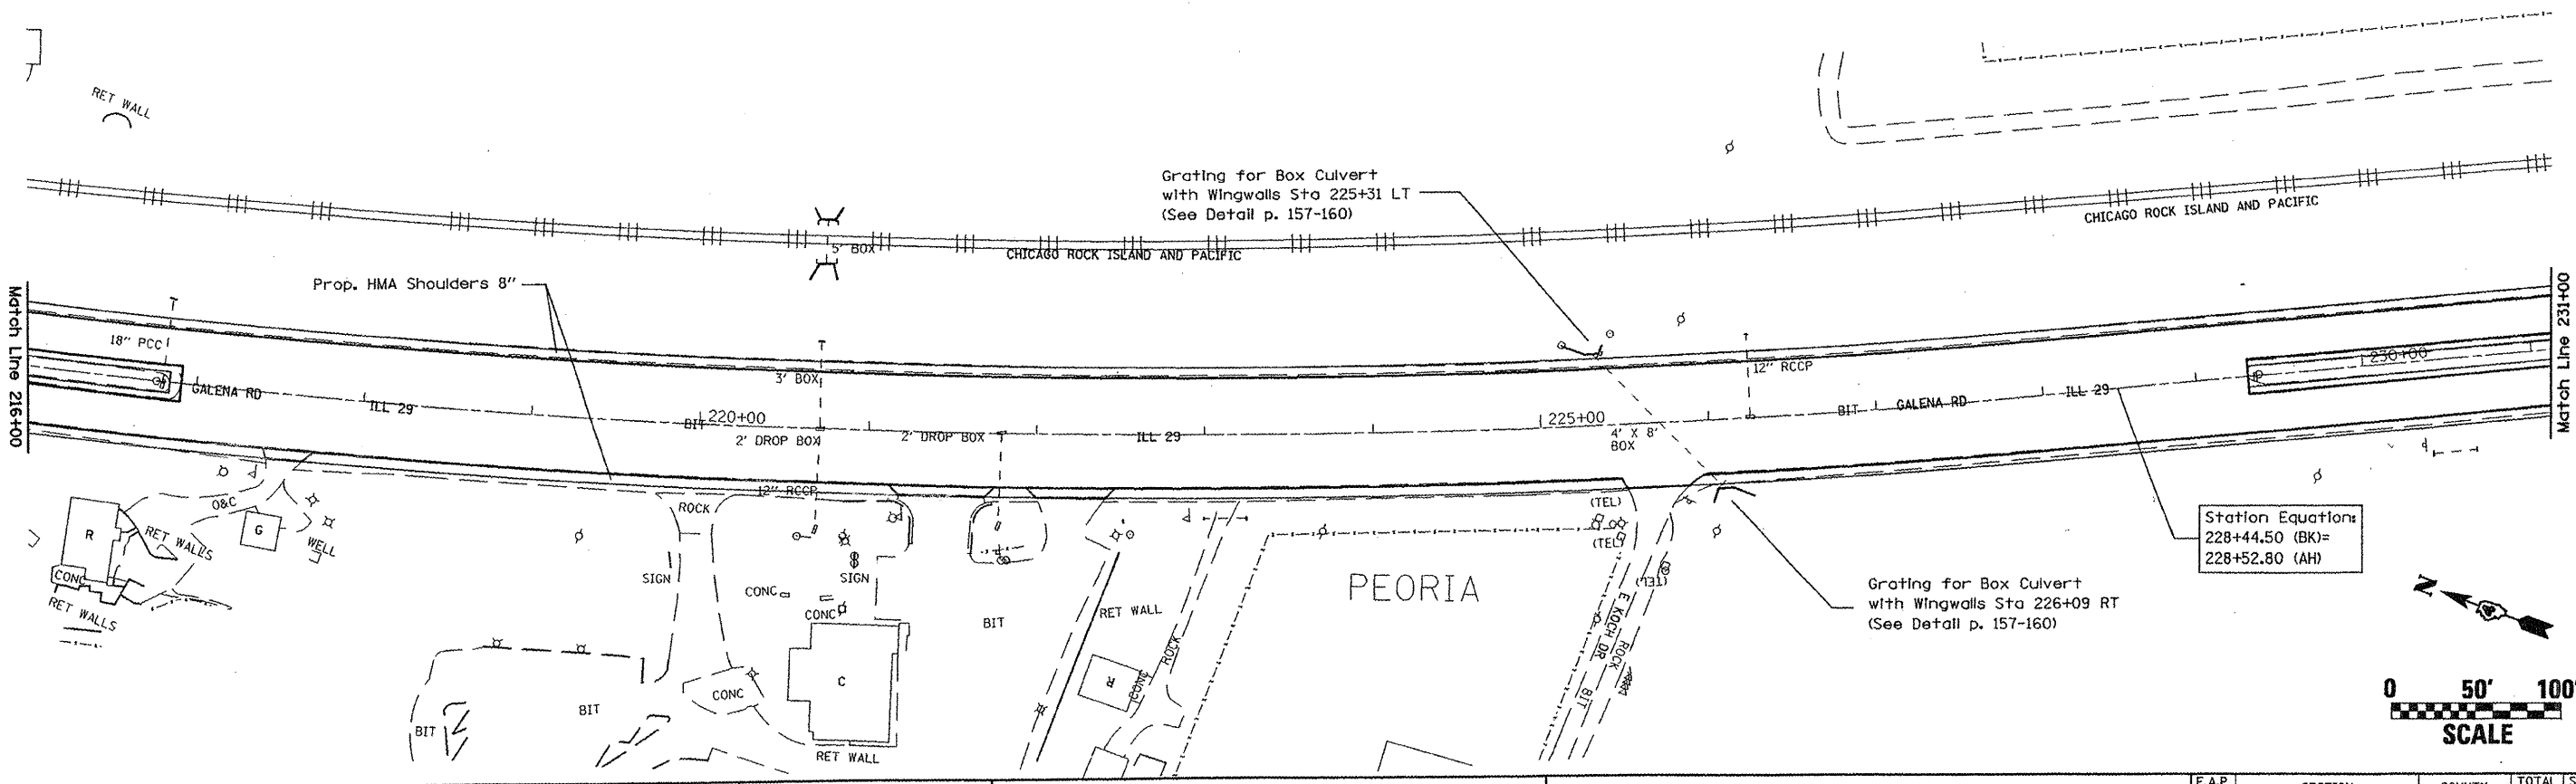 RET WALL
Grating for Box Culvert
with Wingwalls Sta 225+31 LT
(See Detail p. 157-160)
CHICAGO ROCK ISLAND AND PACIFIC
5' BOX
CHICAGO ROCK ISLAND AND PACIFIC
Prop. HMA Shoulders 8"
Match Line 216+00
Match Line 231+00
18" PCC
3' BOX
12" RCCP
230+00
GALENA RD
ILL 29
BIT
220+00
2' DROP BOX
2' DROP BOX
ILL 29
225+00
4' X 8'
BOX
BIT
GALENA RD
ILL 29
12" RCCP
O&C
ROCK
(TEL)
(TEL)
(TEL)
R
RET WALLS
G
WELL
CONC
RET WALLS
SIGN
SIGN
CONC
CONC
BIT
RET WALL
PEORIA
Station Equation:
228+44.50 (BK)=
228+52.80 (AH)
Grating for Box Culvert
with Wingwalls Sta 226+09 RT
(See Detail p. 157-160)
E KOCH DR
ROCK
BIT
ROCK
R
CONC
C
CONC
BIT
BIT
RET WALL
N
0 50' 100'
SCALE
F.A.P.
SECTION
COUNTY
TOTAL